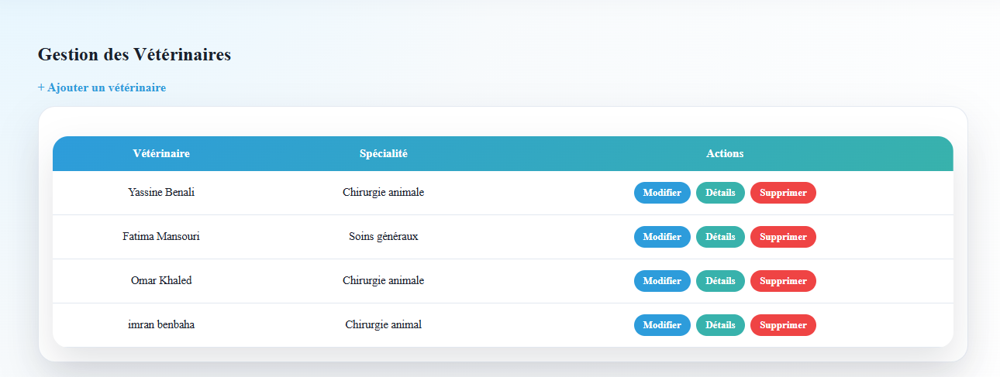 Gestion des Vétérinaires
+ Ajouter un vétérinaire
Vétérinaire Spécialité Actions
Yassine Benali Chirurgie animale Modifier Détails Supprimer
Fatima Mansouri Soins généraux Modifier Détails Supprimer
Omar Khaled Chirurgie animale Modifier Détails Supprimer
imran benbaha Chirurgie animal Modifier Détails Supprimer